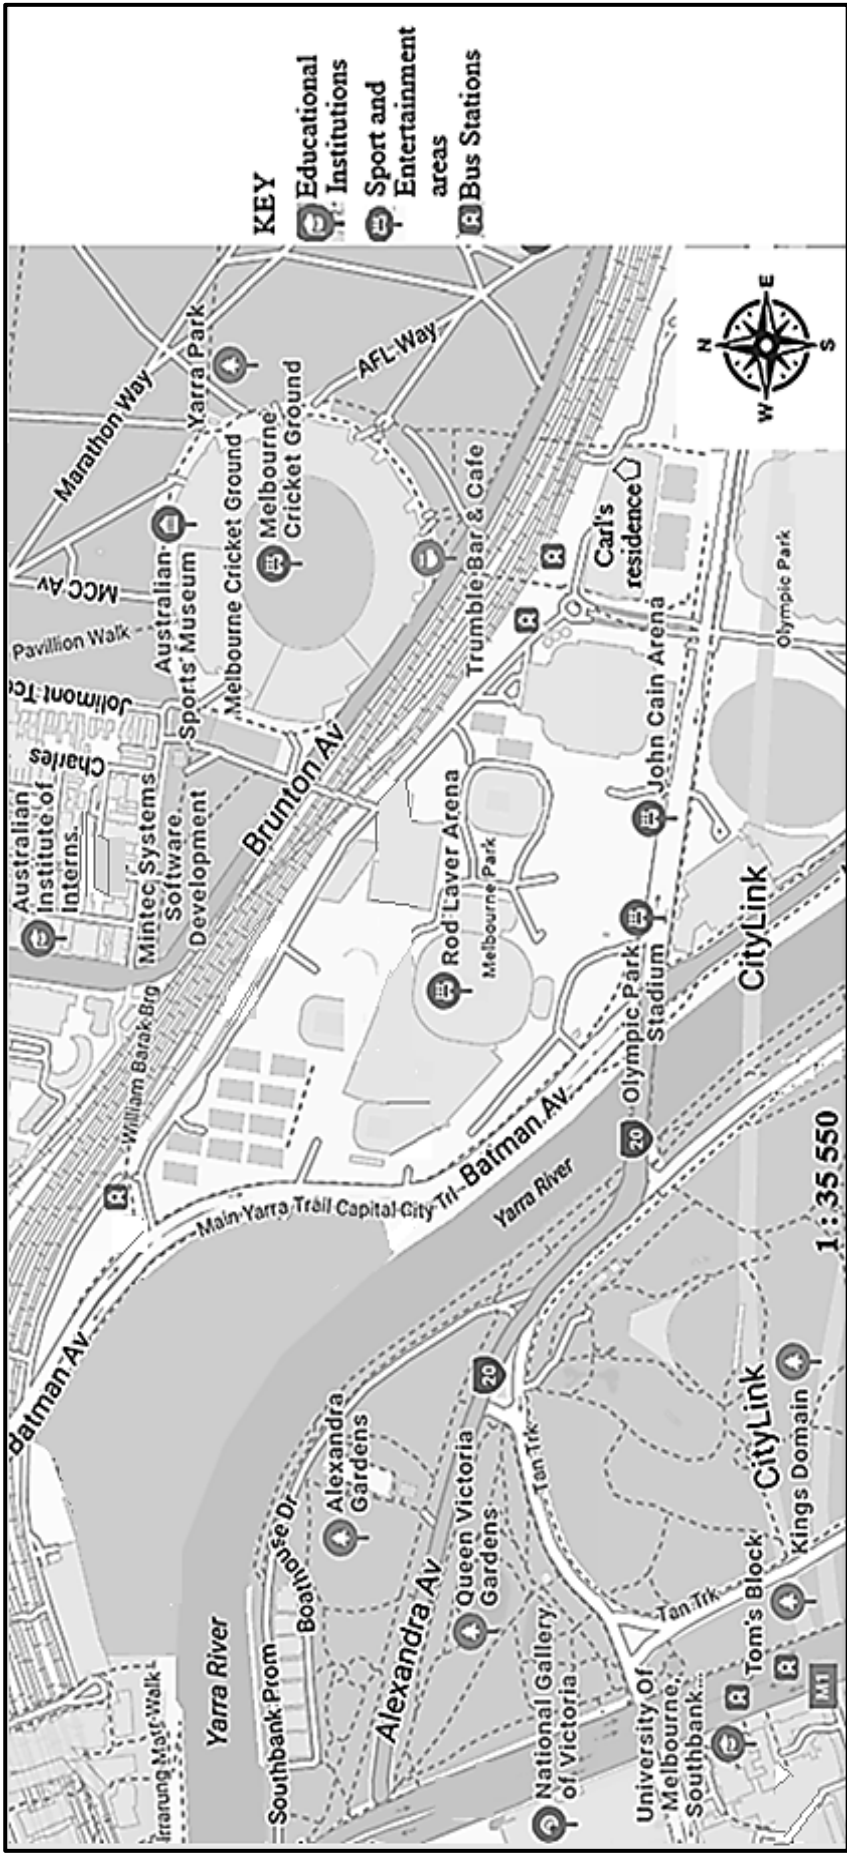 KEY
Educational
Institutions
Sport and
Entertainment
areas
Bus Stations
N
E
S
W
Marathon Way
Yarra Park
AFL Way
MCC Av
Pavillion Walk
Australian
Sports Museum
Melbourne Cricket Ground
Melbourne
Cricket Ground
Trumble Bar & Cafe
Jolimont Tce
Charles
Australian
Institute of
Interns...
Mintec Systems
Software
Development
Brunton Av
William Barak Brg
Carl's
residence
Olympic Park
John Cain Arena
Rod Laver Arena
Melbourne Park
Olympic Park
Stadium
CityLink
Batman Av
Main Yarra Trail
Capital City Trl
Yarra River
20
1 : 35 550
Batman Av
Alexandra
Gardens
Boathouse Dr
20
Queen Victoria
Gardens
Tan Trk
CityLink
Kings Domain
Alexandra Av
Yarra River
Southbank Prom
National Gallery
of Victoria
Tan Trk
Tom's Block
University Of
Melbourne,
Southbank...
M1
Birrarung Marr Walk